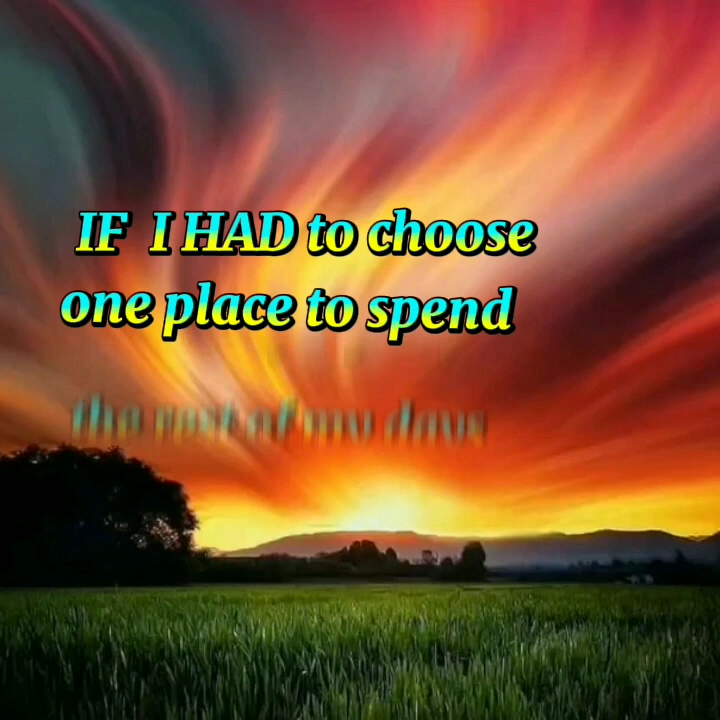 IF I HAD to choose
one place to spend
the rest of my days